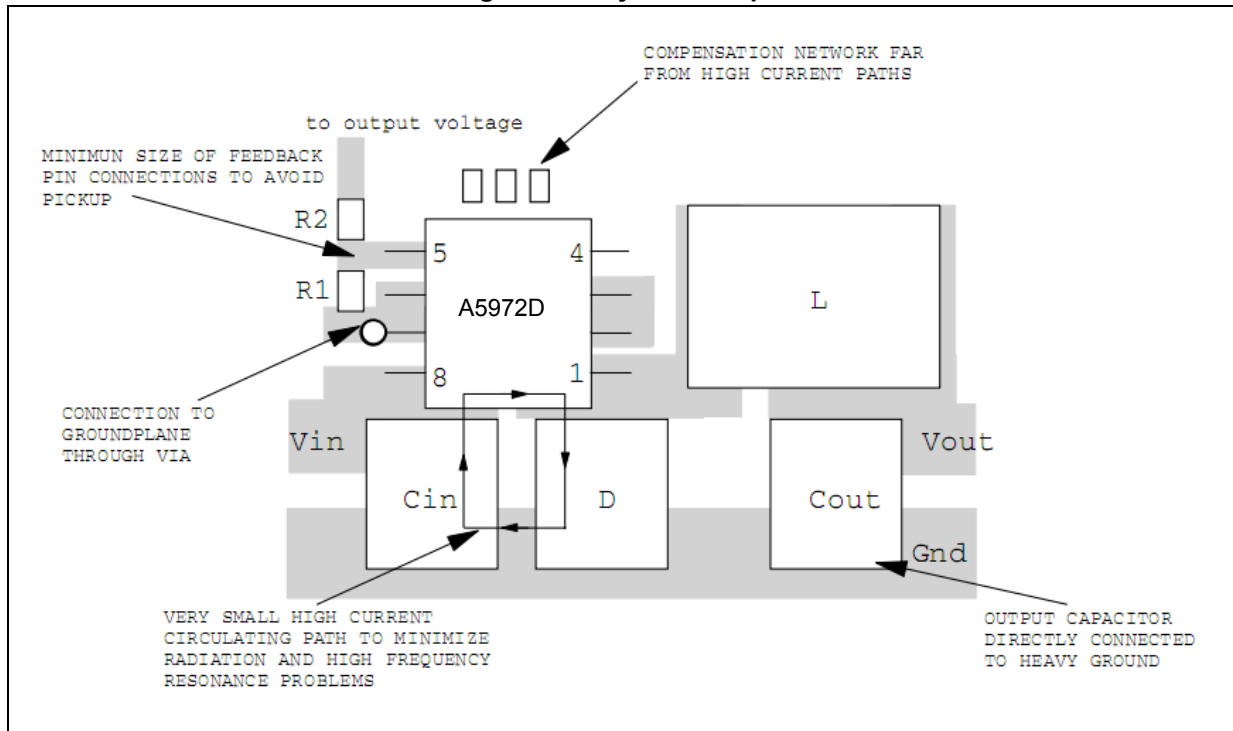 COMPENSATION NETWORK FAR
FROM HIGH CURRENT PATHS
to output voltage
MINIMUN SIZE OF FEEDBACK
PIN CONNECTIONS TO AVOID
PICKUP
R2
5
4
R1
A5972D
L
8
1
CONNECTION TO
GROUNDPLANE
THROUGH VIA
Vin
Vout
Cin
D
Cout
Gnd
VERY SMALL HIGH CURRENT
CIRCULATING PATH TO MINIMIZE
RADIATION AND HIGH FREQUENCY
RESONANCE PROBLEMS
OUTPUT CAPACITOR
DIRECTLY CONNECTED
TO HEAVY GROUND